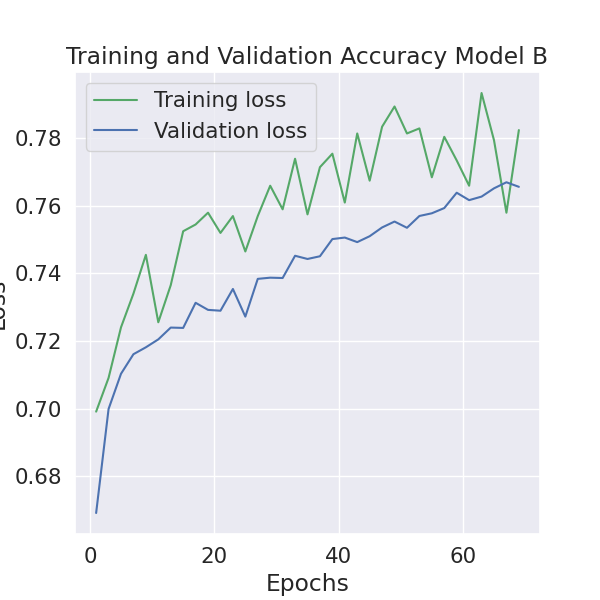 Training and Validation Accuracy Model B
Training loss
Validation loss
0.78
0.76
0.74
0.72
0.70
0.68
Loss
0
20
40
60
Epochs